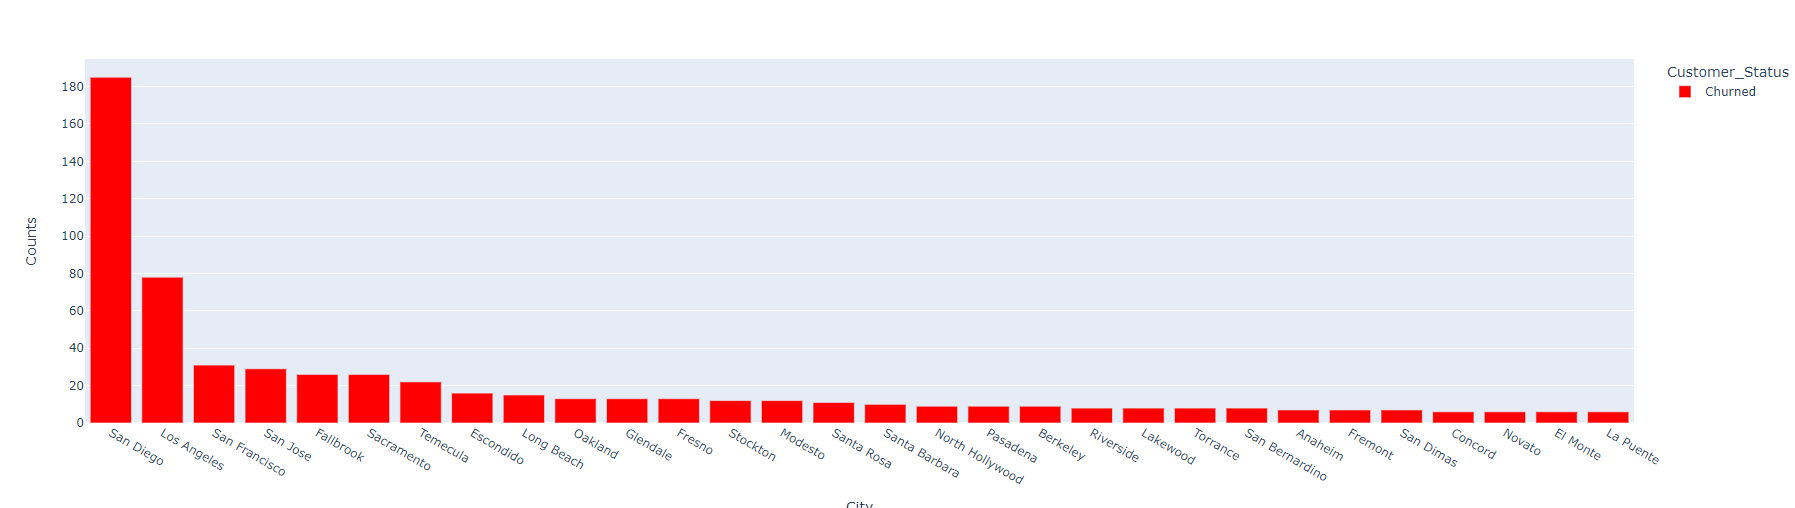 Customer_Status
Churned
180
160
140
120
100
80
60
40
20
0
Counts
San Diego
Los Angeles
San Francisco
San Jose
Fallbrook
Sacramento
Temecula
Escondido
Long Beach
Oakland
Glendale
Fresno
Stockton
Modesto
Santa Rosa
Santa Barbara
North Hollywood
Pasadena
Berkeley
Riverside
Lakewood
Torrance
San Bernardino
Anaheim
Fremont
San Dimas
Concord
Novato
El Monte
La Puente
City